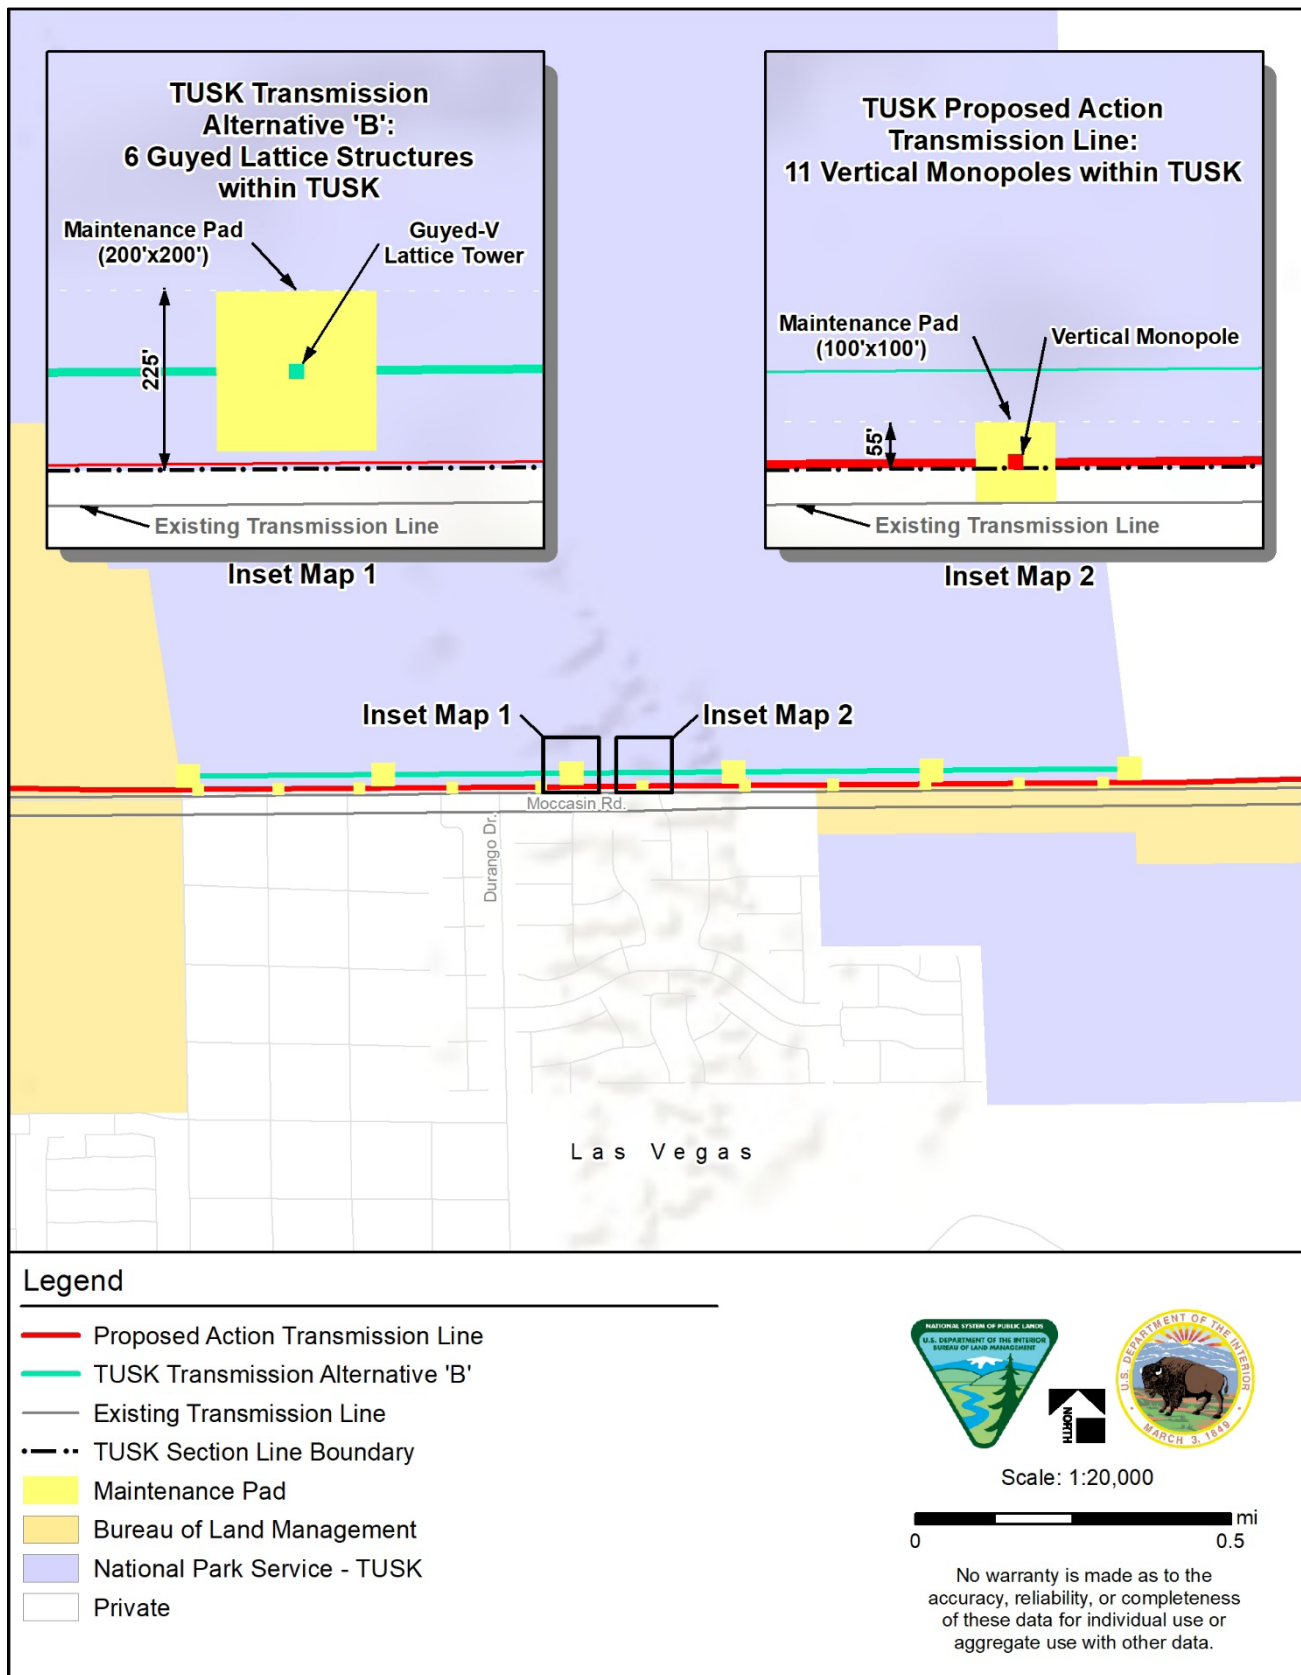 TUSK Transmission
Alternative 'B':
6 Guyed Lattice Structures
within TUSK
Maintenance Pad
(200'x200')
Guyed-V
Lattice Tower
225'
Existing Transmission Line
Inset Map 1
TUSK Proposed Action
Transmission Line:
11 Vertical Monopoles within TUSK
Maintenance Pad
(100'x100')
Vertical Monopole
55'
Existing Transmission Line
Inset Map 2
Inset Map 1
Inset Map 2
Moccasin Rd.
Durango Dr.
Las Vegas
Legend
Proposed Action Transmission Line
TUSK Transmission Alternative 'B'
Existing Transmission Line
TUSK Section Line Boundary
Maintenance Pad
Bureau of Land Management
National Park Service - TUSK
Private
NATIONAL SYSTEM OF PUBLIC LANDS
U.S. DEPARTMENT OF THE INTERIOR
BUREAU OF LAND MANAGEMENT
NORTH
U.S. DEPARTMENT OF THE INTERIOR
MARCH 3, 1849
Scale: 1:20,000
mi
0 0.5
No warranty is made as to the
accuracy, reliability, or completeness
of these data for individual use or
aggregate use with other data.